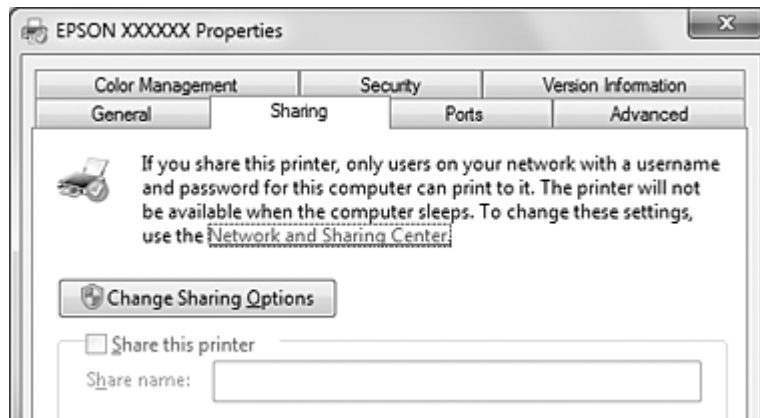 EPSON XXXXXX Properties
Color Management Security Version Information
General Sharing Ports Advanced
If you share this printer, only users on your network with a username
and password for this computer can print to it. The printer will not
be available when the computer sleeps. To change these settings,
use the Network and Sharing Center.
Change Sharing Options
Share this printer
Share name: